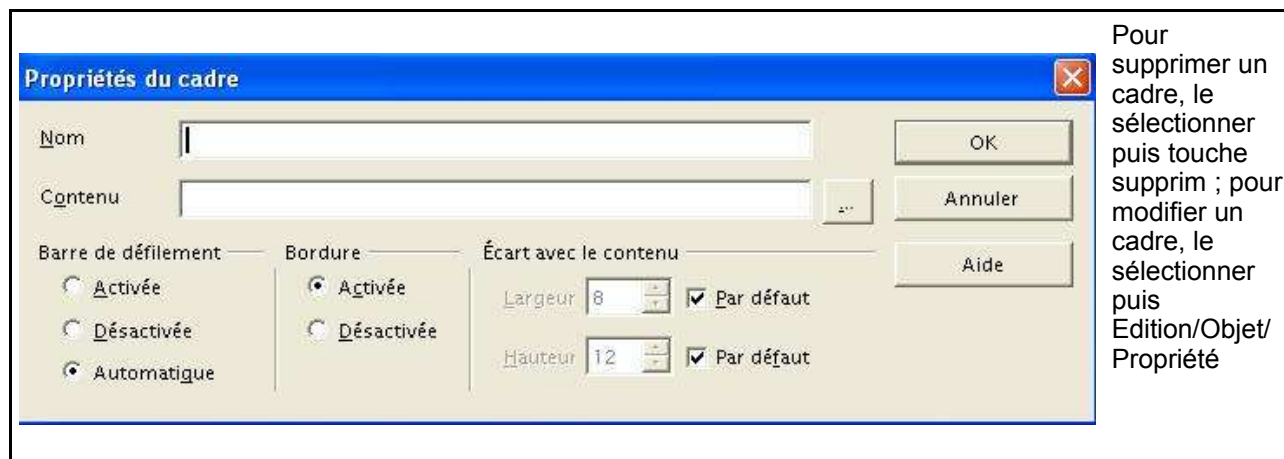 Propriétés du cadre
Nom
OK
Contenu
...
Annuler
Barre de défilement
Bordure
Écart avec le contenu
Aide
Activée
Activée
Largeur 8
Par défaut
Désactivée
Désactivée
Automatique
Hauteur 12
Par défaut
Pour
supprimer un
cadre, le
sélectionner
puis touche
supprim ; pour
modifier un
cadre, le
sélectionner
puis
Edition/Objet/
Propriété